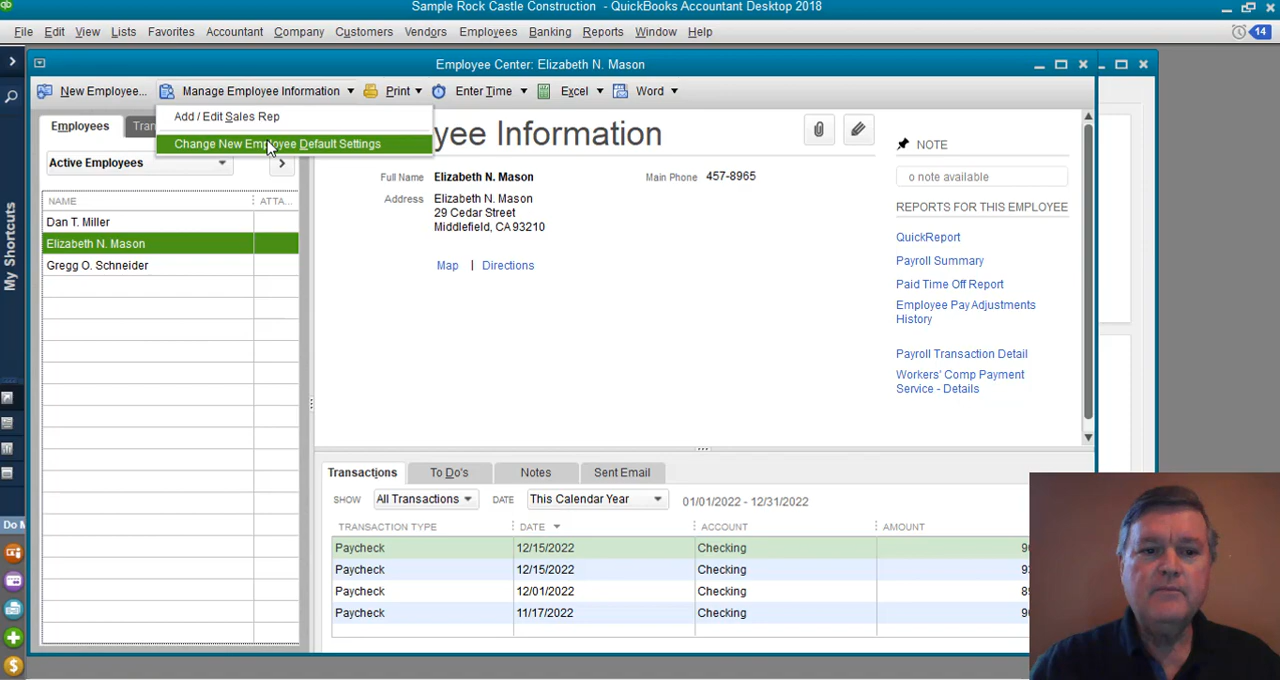 Sample Rock Castle Construction - QuickBooks Accountant Desktop 2018
File Edit View Lists Favorites Accountant Company Customers Vendors Employees Banking Reports Window Help 14
Employee Center: Elizabeth N. Mason
New Employee... Manage Employee Information Print Enter Time Excel Word
Add / Edit Sales Rep
Change New Employee Default Settings
Employees
Tran
yee Information
NOTE
Active Employees
Full Name Elizabeth N. Mason
Main Phone 457-8965
o note available
Address Elizabeth N. Mason
29 Cedar Street
Middlefield, CA 93210
Map | Directions
REPORTS FOR THIS EMPLOYEE
QuickReport
Payroll Summary
Paid Time Off Report
Employee Pay Adjustments
History
Payroll Transaction Detail
Workers' Comp Payment
Service - Details
NAME ATTA...
Dan T. Miller
Elizabeth N. Mason
Gregg O. Schneider
My Shortcuts
Do M
Transactions To Do's Notes Sent Email
SHOW All Transactions DATE This Calendar Year 01/01/2022 - 12/31/2022
TRANSACTION TYPE DATE ACCOUNT AMOUNT
Paycheck 12/15/2022 Checking
Paycheck 12/15/2022 Checking
Paycheck 12/01/2022 Checking
Paycheck 11/17/2022 Checking